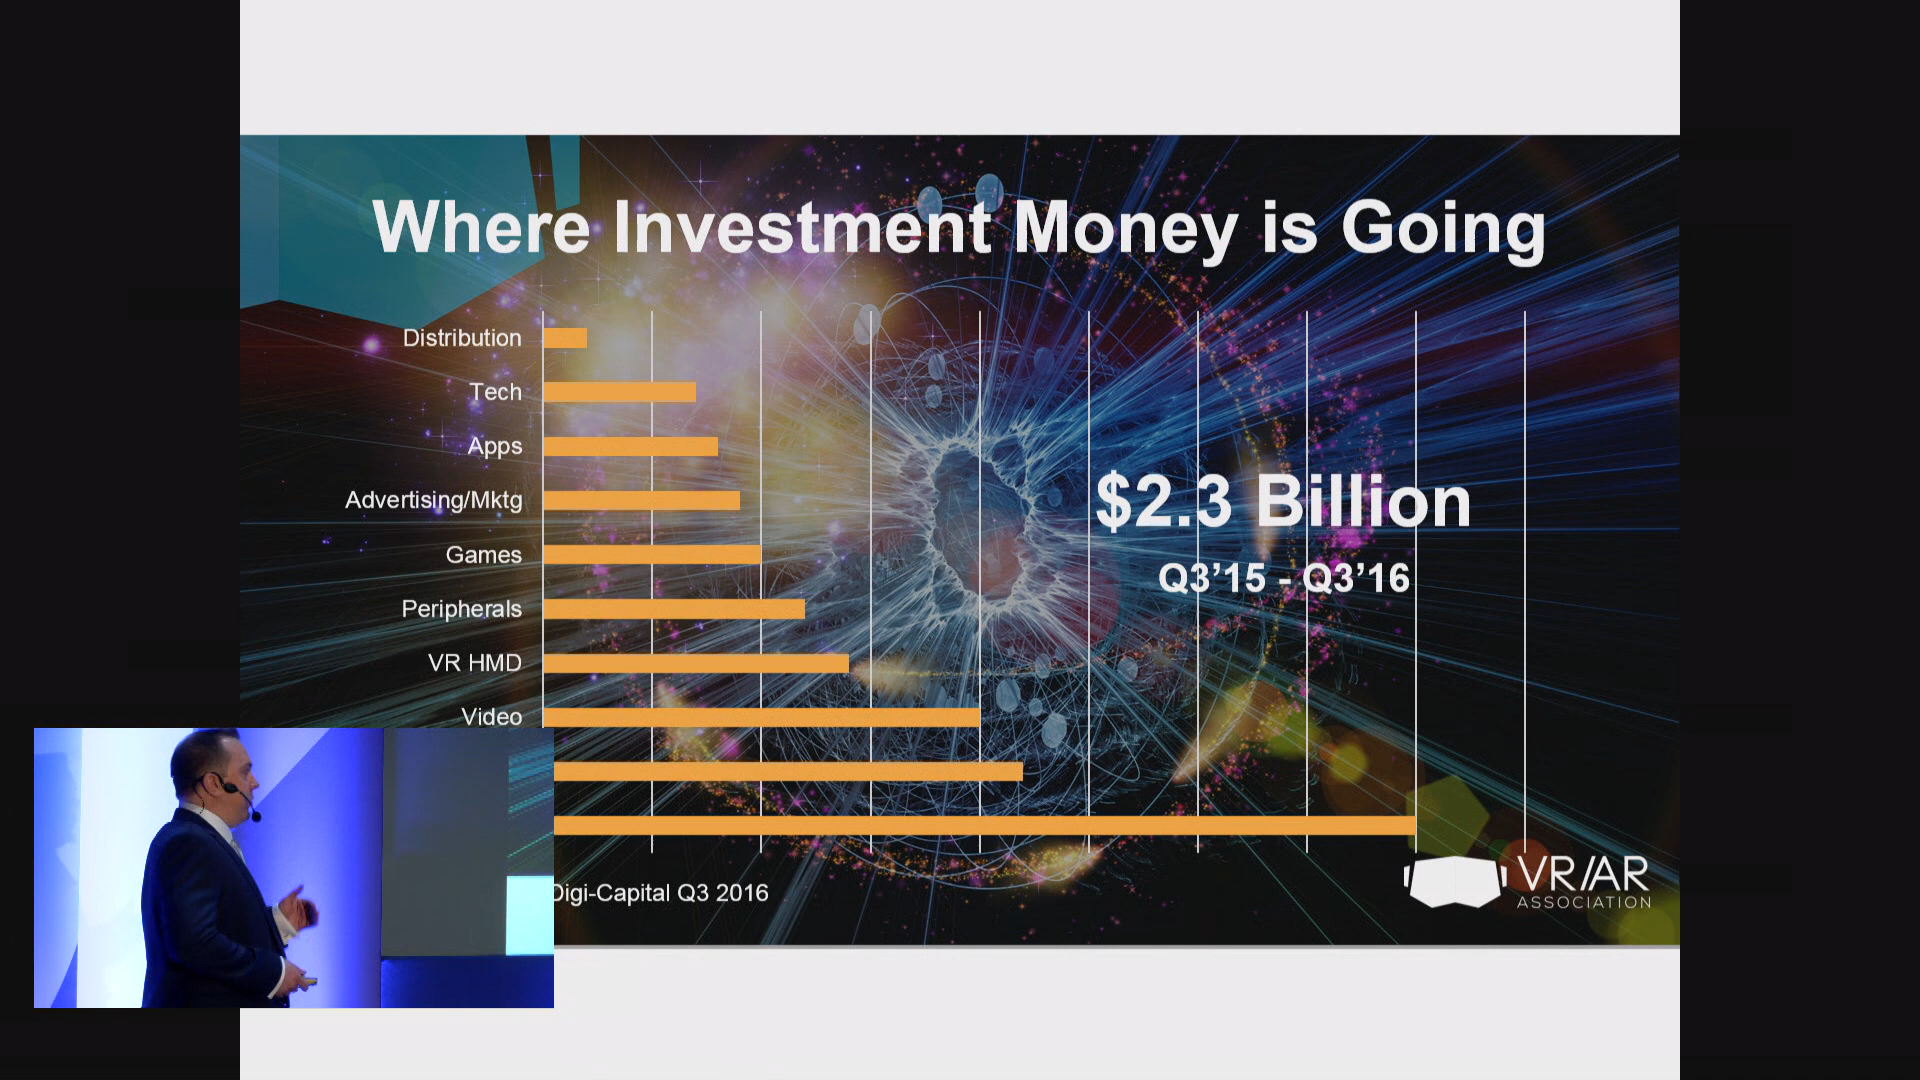 Where Investment Money is Going
Distribution
Tech
Apps
Advertising/Mktg
Games
Peripherals
VR HMD
Video
$2.3 Billion
Q3’15 - Q3’16
Digi-Capital Q3 2016
VR/AR
ASSOCIATION